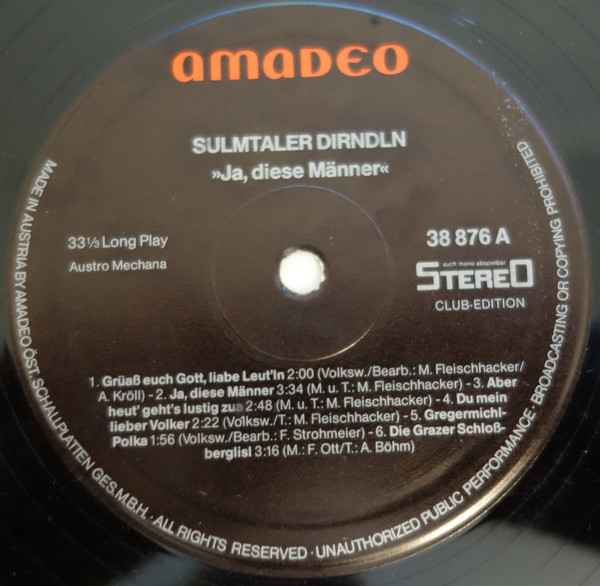 amadeo
SULMTALER DIRNDLN
»Ja, diese Männer«
33⅓ Long Play
Austro Mechana
38 876 A
auch mono abspielbar
STEREO
CLUB-EDITION
1. Grüaß euch Gott, liabe Leut'ln 2:00 (Volksw./Bearb.: M. Fleischhacker/
A. Kröll) - 2. Ja, diese Männer 3:34 (M. u. T.: M. Fleischhacker) - 3. Aber
heut' geht's lustig zua 2:48 (M. u. T.: M. Fleischhacker) - 4. Du mein
lieber Volker 2:22 (Volksw./T.: M. Fleischhacker) - 5. Gregermichl-
Polka 1:56 (Volksw./Bearb.: F. Strohmeier) - 6. Die Grazer Schloß-
berglisl 3:16 (M.: F. Ott/T.: A. Böhm)
MADE IN AUSTRIA BY AMADEO ÖST. SCHALLPLATTEN GES.M.B.H. · ALL RIGHTS RESERVED · UNAUTHORIZED PUBLIC PERFORMANCE · BROADCASTING OR COPYING PROHIBITED